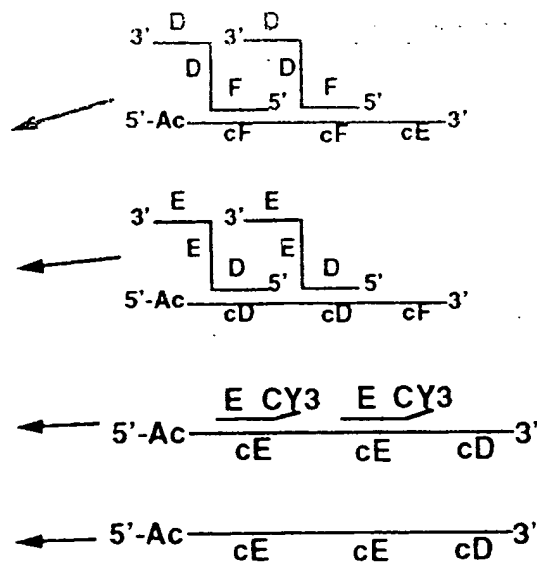 D D
3' 3'
D D
F F
5' 5'
5'-Ac 3'
cF cF cE
E E
3' 3'
E E
D D
5' 5'
5'-Ac 3'
cD cD cF
E CY3 E CY3
5'-Ac 3'
cE cE cD
5'-Ac 3'
cE cE cD